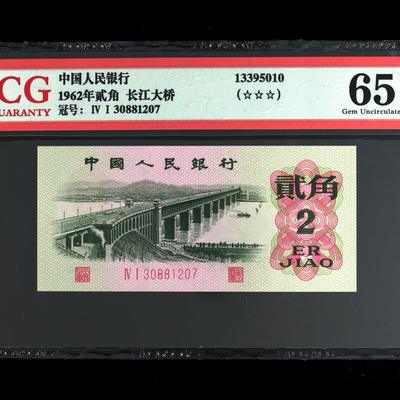 CG
UARANTY
中国人民银行
1962年贰角 长江大桥
冠号: Ⅳ Ⅰ 30881207
13395010
(☆☆☆)
65
Gem Uncirculate
中國人民銀行
貳角
2
ER
JIAO
Ⅳ Ⅰ 30881207